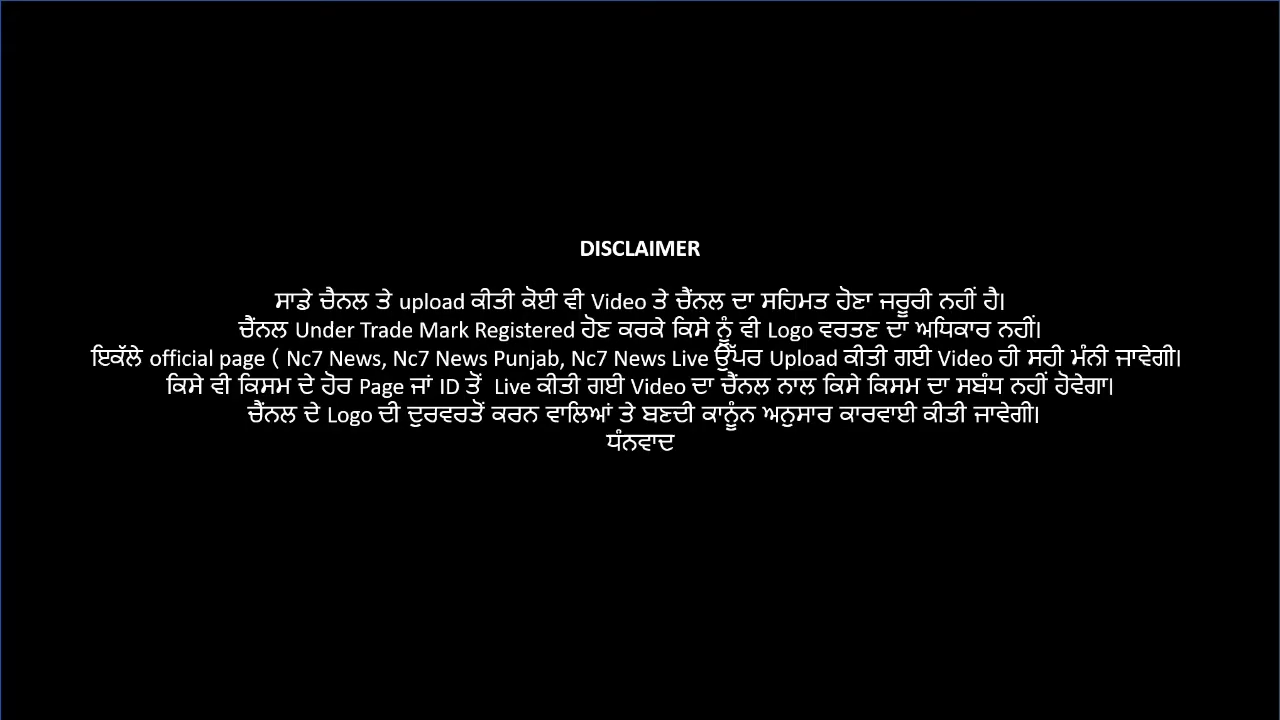 DISCLAIMER
ਸਾਡੇ ਚੈਨਲ ਤੇ upload ਕੀਤੀ ਕੋਈ ਵੀ Video ਤੇ ਚੈਂਨਲ ਦਾ ਸਹਿਮਤ ਹੋਣਾ ਜਰੂਰੀ ਨਹੀਂ ਹੈ।
ਚੈਂਨਲ Under Trade Mark Registered ਹੋਣ ਕਰਕੇ ਕਿਸੇ ਨੂੰ ਵੀ Logo ਵਰਤਣ ਦਾ ਅਧਿਕਾਰ ਨਹੀਂ।
ਇਕੱਲੇ official page ( Nc7 News, Nc7 News Punjab, Nc7 News Live ਉੱਪਰ Upload ਕੀਤੀ ਗਈ Video ਹੀ ਸਹੀ ਮੰਨੀ ਜਾਵੇਗੀ।
ਕਿਸੇ ਵੀ ਕਿਸਮ ਦੇ ਹੋਰ Page ਜਾਂ ID ਤੋਂ Live ਕੀਤੀ ਗਈ Video ਦਾ ਚੈਂਨਲ ਨਾਲ ਕਿਸੇ ਕਿਸਮ ਦਾ ਸਬੰਧ ਨਹੀਂ ਹੋਵੇਗਾ।
ਚੈਂਨਲ ਦੇ Logo ਦੀ ਦੁਰਵਰਤੋਂ ਕਰਨ ਵਾਲਿਆਂ ਤੇ ਬਣਦੀ ਕਾਨੂੰਨ ਅਨੁਸਾਰ ਕਾਰਵਾਈ ਕੀਤੀ ਜਾਵੇਗੀ।
ਧੰਨਵਾਦ